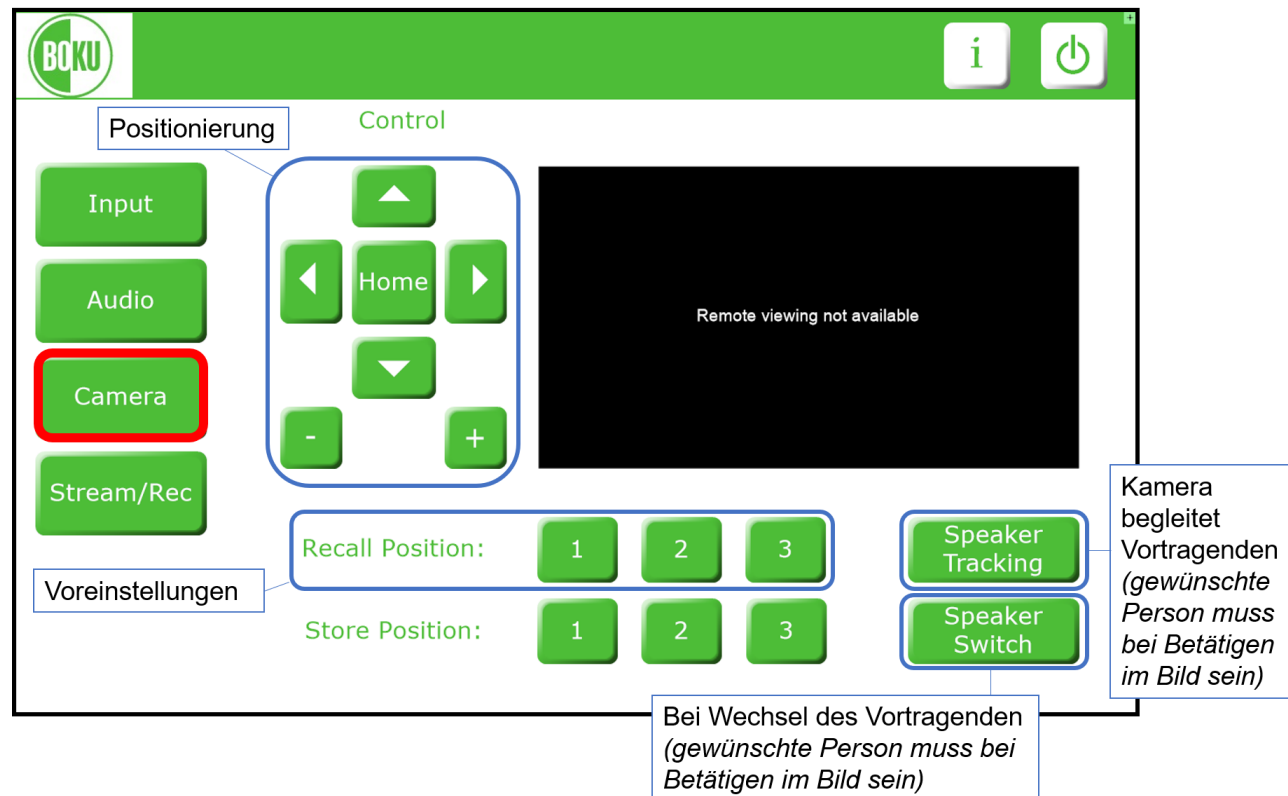 BOKU
i
Positionierung
Control
Input
Audio
Camera
Stream/Rec
Home
-
+
Remote viewing not available
Recall Position:
1
2
3
Voreinstellungen
Store Position:
1
2
3
Speaker
Tracking
Speaker
Switch
Kamera
begleitet
Vortragenden
(gewünschte
Person muss
bei Betätigen
im Bild sein)
Bei Wechsel des Vortragenden
(gewünschte Person muss bei
Betätigen im Bild sein)